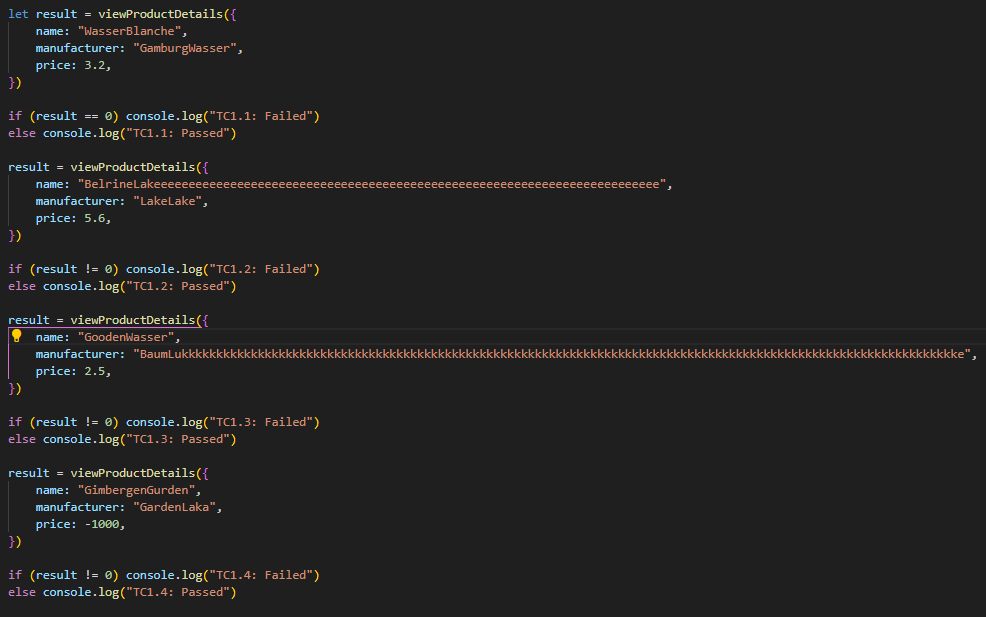 let result = viewProductDetails({
    name: "WasserBlanche",
    manufacturer: "GamburgWasser",
    price: 3.2,
})

if (result == 0) console.log("TC1.1: Failed")
else console.log("TC1.1: Passed")

result = viewProductDetails({
    name: "BelrineLakeeeeeeeeeeeeeeeeeeeeeeeeeeeeeeeeeeeeeeeeeeeeeeeeeeeeeeeeeeeeeeeeeeeeeeeeee",
    manufacturer: "LakeLake",
    price: 5.6,
})

if (result != 0) console.log("TC1.2: Failed")
else console.log("TC1.2: Passed")

result = viewProductDetails({
    name: "GoodenWasser",
    manufacturer: "BaumLukkkkkkkkkkkkkkkkkkkkkkkkkkkkkkkkkkkkkkkkkkkkkkkkkkkkkkkkkkkkkkkkkkkkkkkkkkkkkkkkkkkkkkkkkkkkkkkkkkkkkkkkkkkkkkkke",
    price: 2.5,
})

if (result != 0) console.log("TC1.3: Failed")
else console.log("TC1.3: Passed")

result = viewProductDetails({
    name: "GimbergenGurden",
    manufacturer: "GardenLaka",
    price: -1000,
})

if (result != 0) console.log("TC1.4: Failed")
else console.log("TC1.4: Passed")